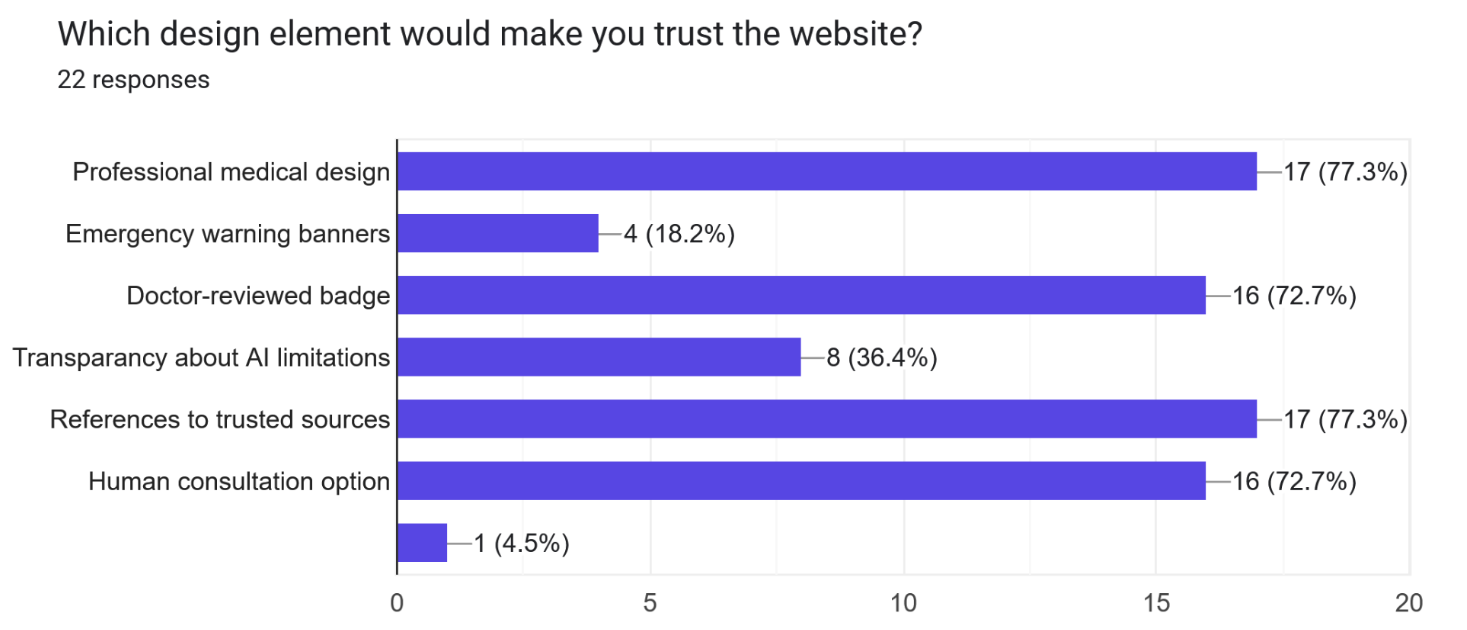 Which design element would make you trust the website?
22 responses
Professional medical design 17 (77.3%)
Emergency warning banners 4 (18.2%)
Doctor-reviewed badge 16 (72.7%)
Transparancy about AI limitations 8 (36.4%)
References to trusted sources 17 (77.3%)
Human consultation option 16 (72.7%)
1 (4.5%)
0 5 10 15 20